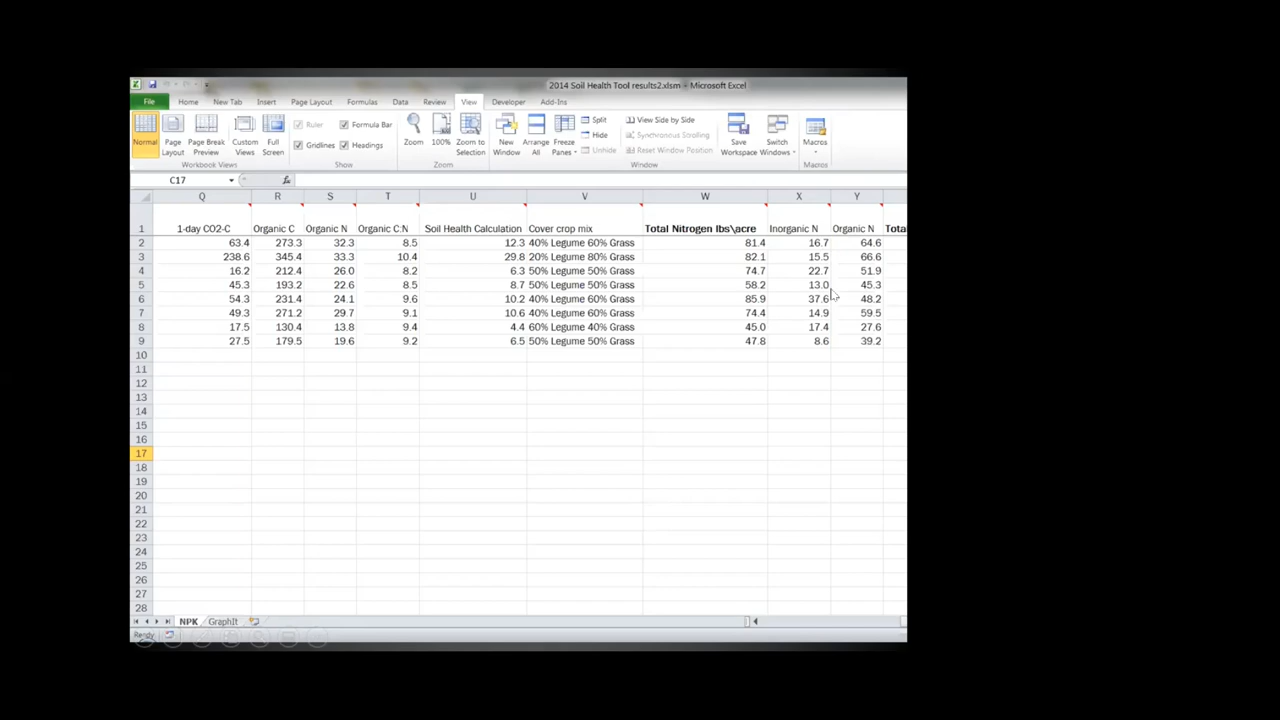 2014 Soil Health Tool results2.xlsm - Microsoft Excel
File Home New Tab Insert Page Layout Formulas Data Review View Developer Add-Ins
Normal Page Layout Page Break Preview Custom Views Full Screen
Workbook Views
Ruler Formula Bar
Gridlines Headings
Show
Zoom 100% Zoom to Selection
Zoom
New Window Arrange All Freeze Panes
Split
Hide
Unhide
View Side by Side
Synchronous Scrolling
Reset Window Position
Window
Save Workspace Switch Windows
Macros
Macros
C17 fx
Q R S T U V W X Y
1 1-day CO2-C Organic C Organic N Organic C:N Soil Health Calculation Cover crop mix Total Nitrogen lbs\acre Inorganic N Organic N Tot
2 63.4 273.3 32.3 8.5 12.3 40% Legume 60% Grass 81.4 16.7 64.6
3 238.6 345.4 33.3 10.4 29.8 20% Legume 80% Grass 82.1 15.5 66.6
4 16.2 212.4 26.0 8.2 6.3 50% Legume 50% Grass 74.7 22.7 51.9
5 45.3 193.2 22.6 8.5 8.7 50% Legume 50% Grass 58.2 13.0 45.3
6 54.3 231.4 24.1 9.6 10.2 40% Legume 60% Grass 85.9 37.6 48.2
7 49.3 271.2 29.7 9.1 10.6 40% Legume 60% Grass 74.4 14.9 59.5
8 17.5 130.4 13.8 9.4 4.4 60% Legume 40% Grass 45.0 17.4 27.6
9 27.5 179.5 19.6 9.2 6.5 50% Legume 50% Grass 47.8 8.6 39.2
10
11
12
13
14
15
16
17
18
19
20
21
22
23
24
25
26
27
28
NPK GraphIt
Ready